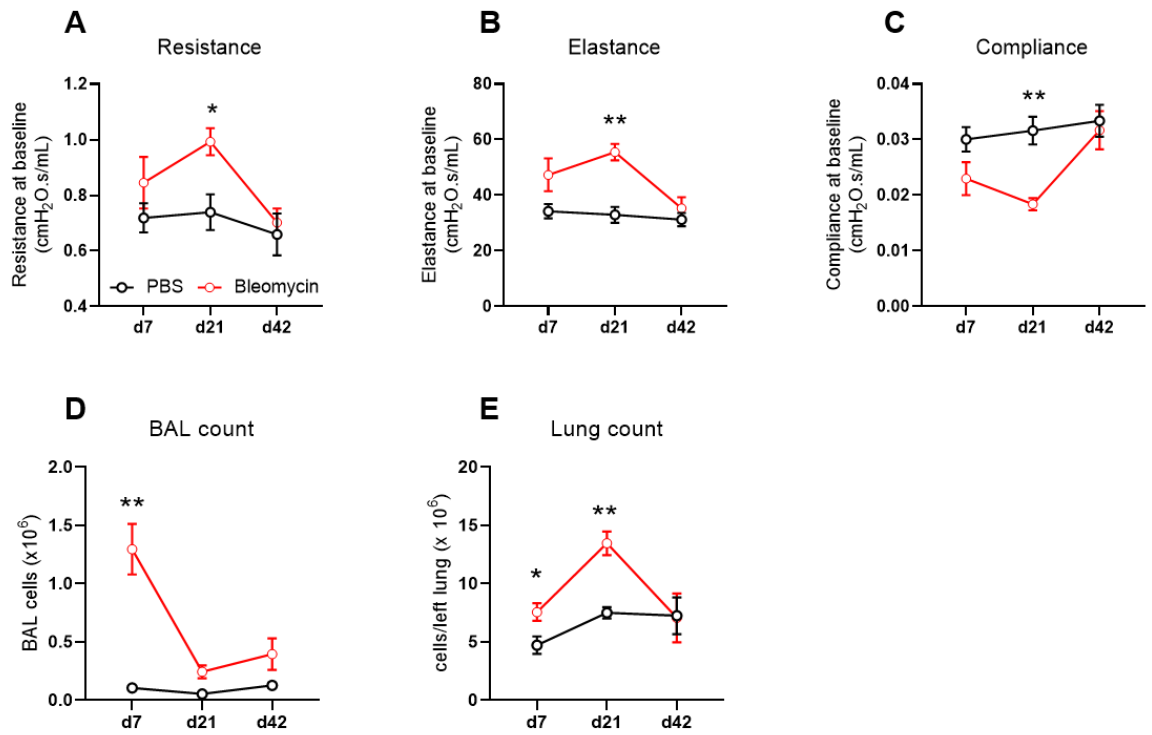 A
Resistance
Resistance at baseline
(cmH₂O.s/mL)
1.2
1.0
0.8
0.6
0.4
*
PBS
Bleomycin
d7
d21
d42
B
Elastance
Elastance at baseline
(cmH₂O.s/mL)
80
60
40
20
0
**
d7
d21
d42
C
Compliance
Compliance at baseline
(cmH₂O.s/mL)
0.04
0.03
0.02
0.01
0.00
**
d7
d21
d42
D
BAL count
BAL cells (x10⁶)
2.0
1.5
1.0
0.5
0.0
**
d7
d21
d42
E
Lung count
cells/left lung (x 10⁶)
20
15
10
5
0
*
**
d7
d21
d42